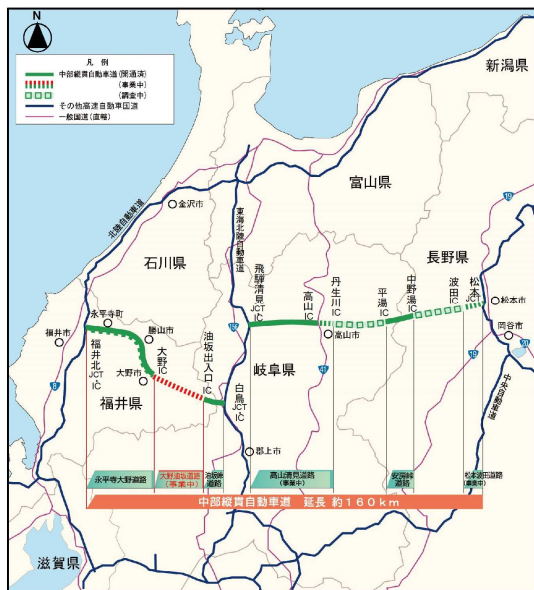 N
凡 例
中部縦貫自動車道 (開通済)
(事業中)
(調査中)
その他高速自動車国道
一般国道(直轄)
新潟県
富山県
石川県
長野県
岐阜県
福井県
滋賀県
北陸自動車道
東海北陸自動車道
中央自動車道
金沢市
永平寺町
福井市
勝山市
大野市
高山市
郡上市
松本市
岡谷市
福井北JCT・IC
大野IC
油坂出入口・IC
白鳥JCT・IC
飛騨清見JCT・IC
高山IC
丹生川IC
平湯IC
中ノ湯IC
波田IC
松本JCT
8
156
41
19
19
20
永平寺大野道路
大野油坂道路
(事業中)
油坂峠
道路
高山清見道路
(事業中)
安房峠
道路
松本波田道路
(事業中)
中部縦貫自動車道 延長 約160km